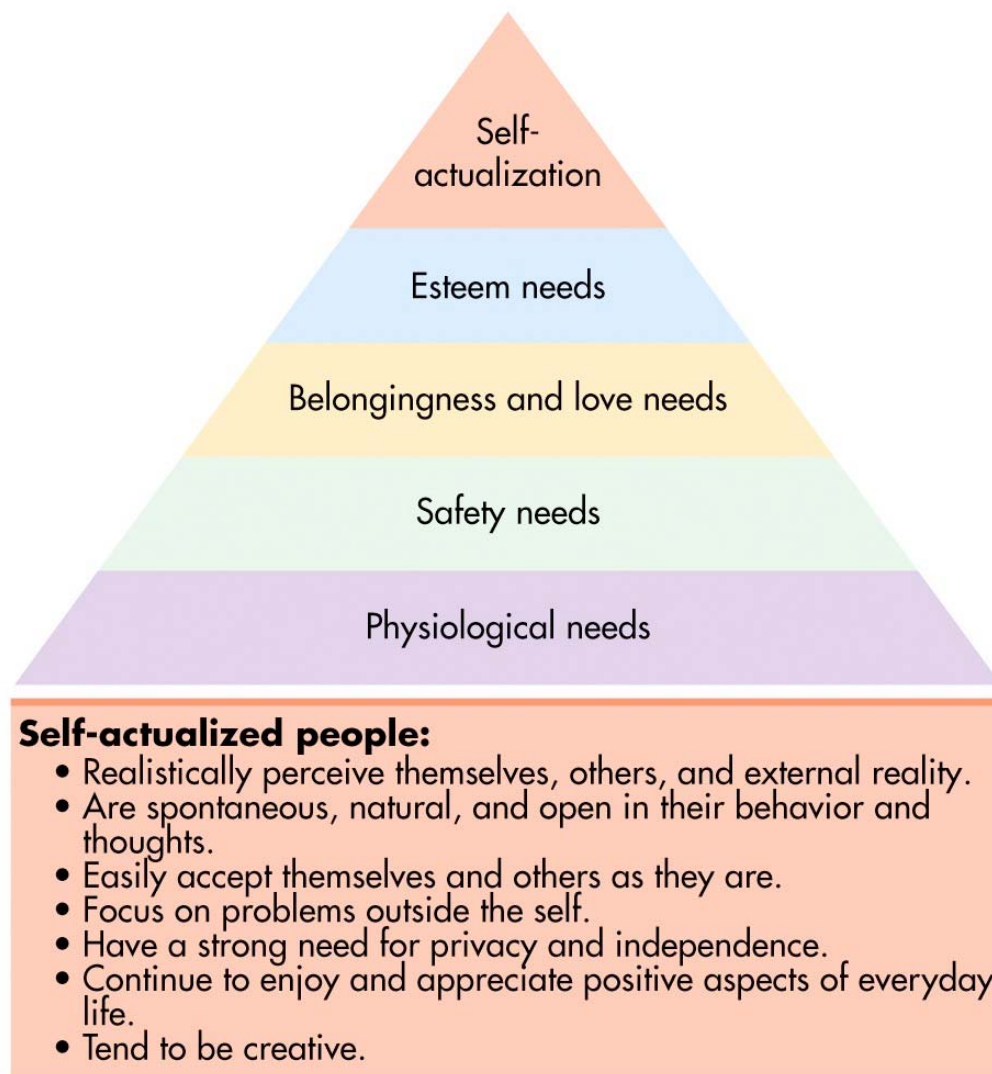 Self-
actualization
Esteem needs
Belongingness and love needs
Safety needs
Physiological needs
Self-actualized people:
• Realistically perceive themselves, others, and external reality.
• Are spontaneous, natural, and open in their behavior and
thoughts.
• Easily accept themselves and others as they are.
• Focus on problems outside the self.
• Have a strong need for privacy and independence.
• Continue to enjoy and appreciate positive aspects of everyday
life.
• Tend to be creative.